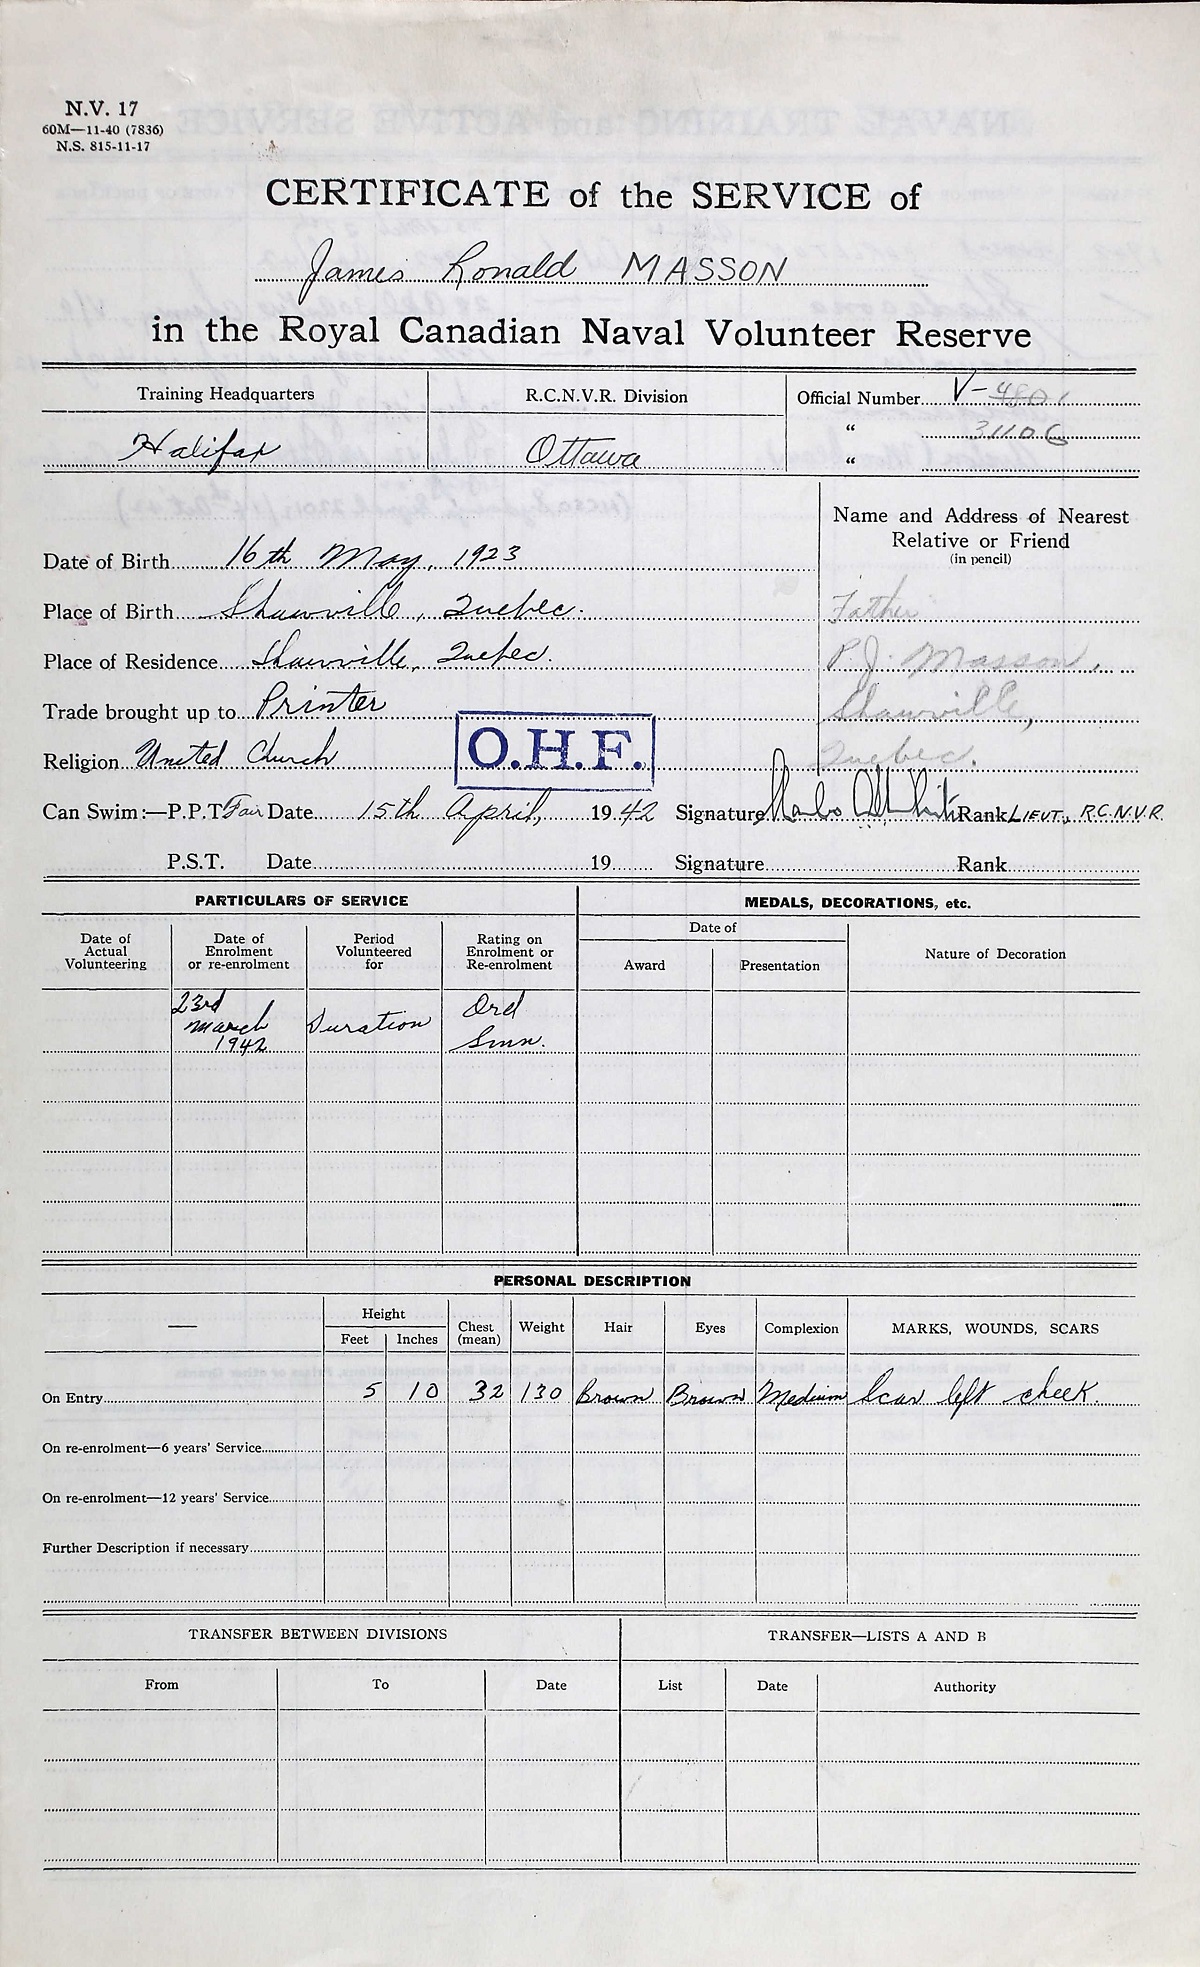 N.V. 17
60M—11-40 (7836)
N.S. 815-11-17
CERTIFICATE of the SERVICE of
James Ronald MASSON
in the Royal Canadian Naval Volunteer Reserve
Training Headquarters
Halifax
R.C.N.V.R. Division
Ottawa
Official Number V-4801
" 31106
"
Name and Address of Nearest
Relative or Friend
(in pencil)
Father
P.J. Masson,
Shawville,
Quebec.
Date of Birth 16th May, 1923
Place of Birth Shawville, Quebec.
Place of Residence Shawville, Quebec.
Trade brought up to Printer
Religion United Church
O.H.F.
Can Swim:—P.P.T Fair Date 15th April, 1942 Signature Rank LIEUT., R.C.N.V.R.
P.S.T. Date 19 Signature Rank
PARTICULARS OF SERVICE
MEDALS, DECORATIONS, etc.
Date of
Actual
Volunteering
Date of
Enrolment
or re-enrolment
Period
Volunteered
for
Rating on
Enrolment or
Re-enrolment
Date of
Award
Presentation
Nature of Decoration
23rd
March
1942
Duration
Ord
Smn.
PERSONAL DESCRIPTION
—
Height
Feet Inches
Chest
(mean)
Weight
Hair
Eyes
Complexion
MARKS, WOUNDS, SCARS
On Entry 5 10 32 130 Brown Brown Medium Scar left cheek.
On re-enrolment—6 years' Service
On re-enrolment—12 years' Service
Further Description if necessary
TRANSFER BETWEEN DIVISIONS
TRANSFER—LISTS A AND B
From To Date List Date Authority